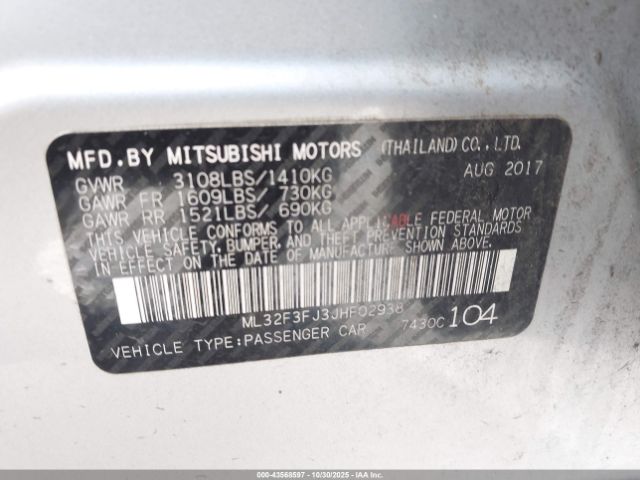 MFD.BY MITSUBISHI MOTORS (THAILAND) CO.,LTD.
AUG 2017
GVWR 3108LBS/1410KG
GAWR FR 1609LBS/ 730KG
GAWR RR 1521LBS/ 690KG
THIS VEHICLE CONFORMS TO ALL APPLICABLE FEDERAL MOTOR
VEHICLE SAFETY, BUMPER, AND THEFT PREVENTION STANDARDS
IN EFFECT ON THE DATE OF MANUFACTURE SHOWN ABOVE.
ML32F3FJ3JHF02938
VEHICLE TYPE:PASSENGER CAR 7430C 104
000-43568597 - 10/30/2025 - Copyright © IAA Holdings, LLC